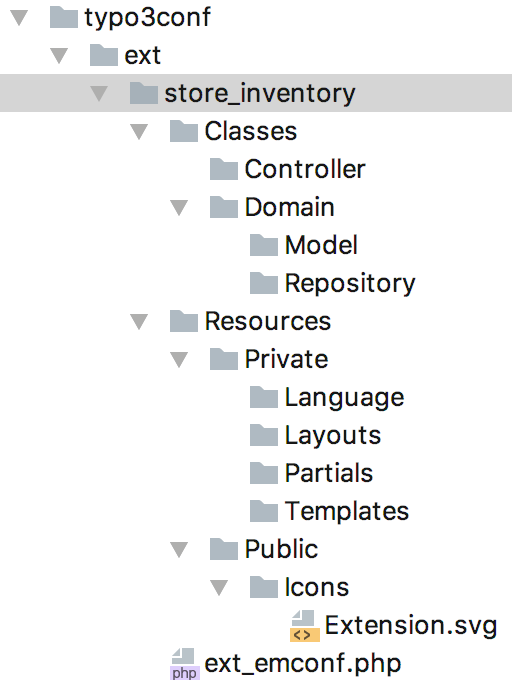 typo3conf
ext
store_inventory
Classes
Controller
Domain
Model
Repository
Resources
Private
Language
Layouts
Partials
Templates
Public
Icons
<> Extension.svg
php ext_emconf.php